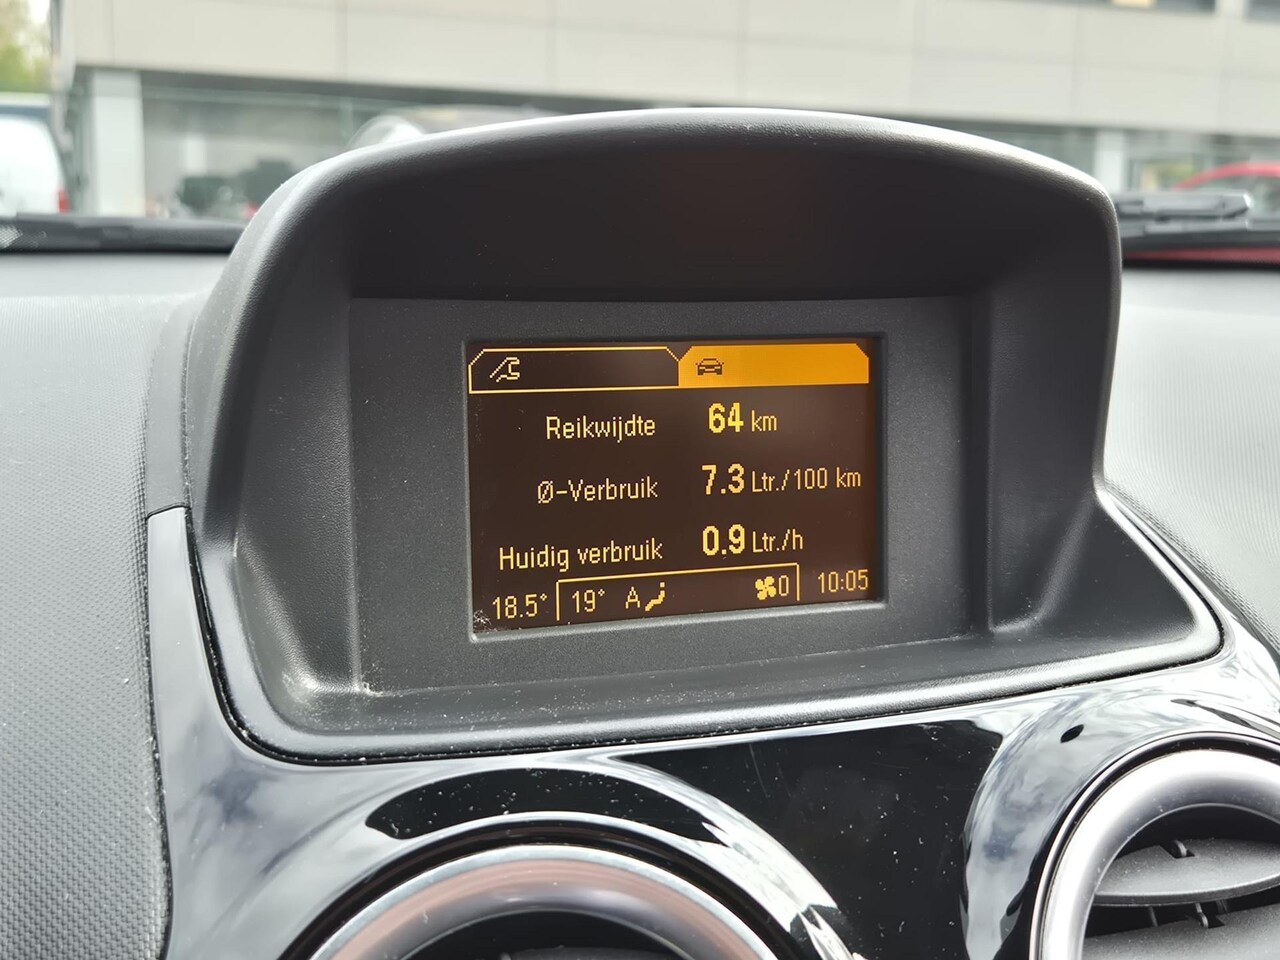 Reikwijdte 64 km
Ø-Verbruik 7.3 Ltr./100 km
Huidig verbruik 0.9 Ltr./h
18.5° 19° A 0 10:05